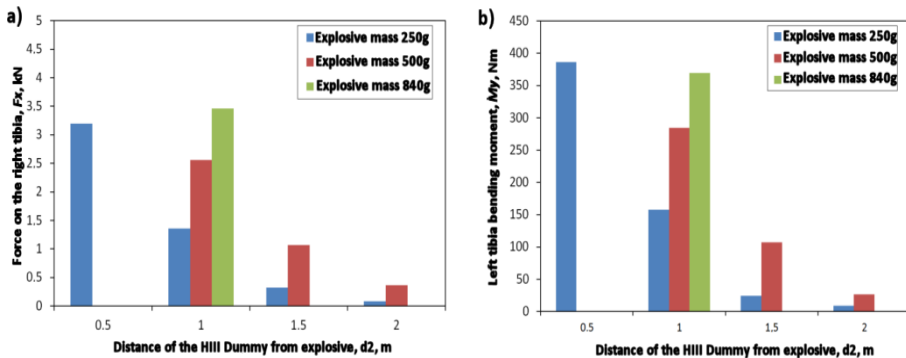 a)
Force on the right tibia, Fx, kN
5
4.5
4
3.5
3
2.5
2
1.5
1
0.5
0
Explosive mass 250g
Explosive mass 500g
Explosive mass 840g
0.5 1 1.5 2
Distance of the HIII Dummy from explosive, d2, m
b)
Left tibia bending moment, My, Nm
450
400
350
300
250
200
150
100
50
0
Explosive mass 250g
Explosive mass 500g
Explosive mass 840g
0.5 1 1.5 2
Distance of the HIII Dummy from explosive, d2, m